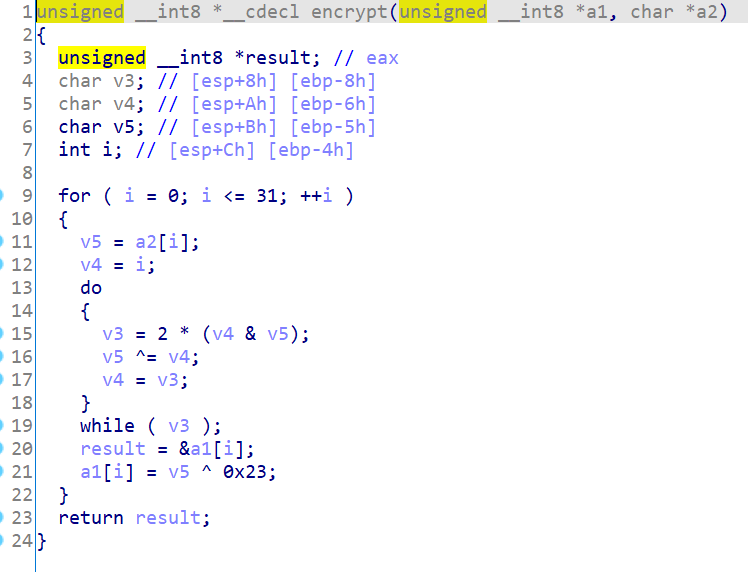 1 unsigned __int8 *__cdecl encrypt(unsigned __int8 *a1, char *a2)
2 {
3   unsigned __int8 *result; // eax
4   char v3; // [esp+8h] [ebp-8h]
5   char v4; // [esp+Ah] [ebp-6h]
6   char v5; // [esp+Bh] [ebp-5h]
7   int i; // [esp+Ch] [ebp-4h]
8
9   for ( i = 0; i <= 31; ++i )
10   {
11     v5 = a2[i];
12     v4 = i;
13     do
14     {
15       v3 = 2 * (v4 & v5);
16       v5 ^= v4;
17       v4 = v3;
18     }
19     while ( v3 );
20     result = &a1[i];
21     a1[i] = v5 ^ 0x23;
22   }
23   return result;
24 }